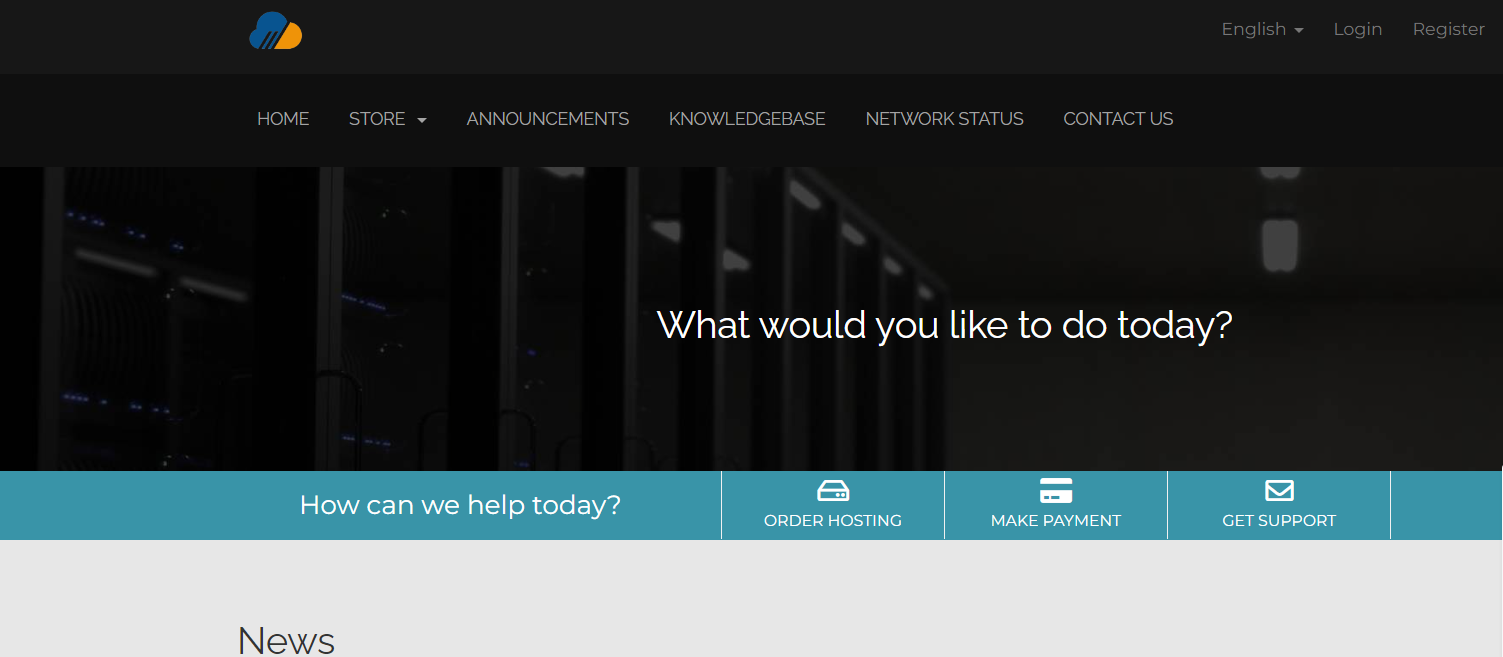 English Login Register
HOME STORE ANNOUNCEMENTS KNOWLEDGEBASE NETWORK STATUS CONTACT US
What would you like to do today?
How can we help today?
ORDER HOSTING MAKE PAYMENT GET SUPPORT
News